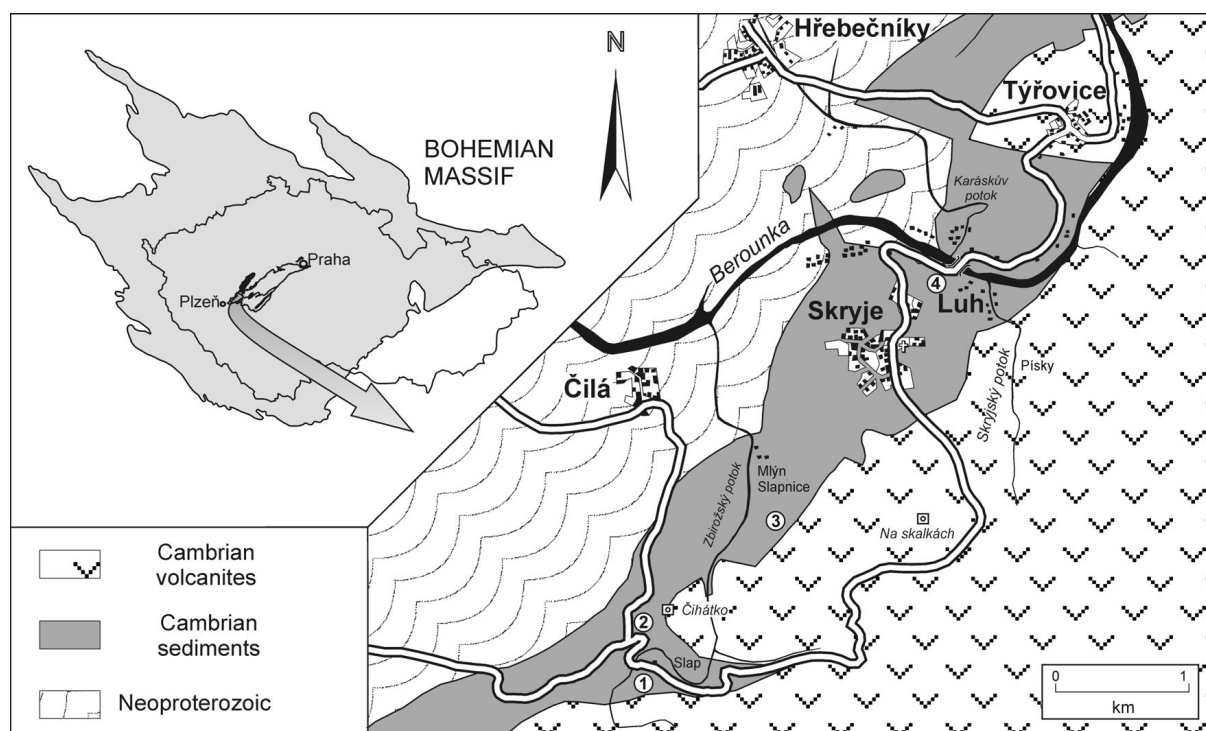 N
BOHEMIAN
MASSIF
Praha
Plzeň
Hřebečníky
Týřovice
Karáskův
potok
Berounka
4
Skryje
Luh
Čilá
Skryjský potok
Písky
Mlýn
Slapnice
Zbirožský potok
3
Na skalkách
Čihátko
2
Slap
1
Cambrian
volcanites
Cambrian
sediments
Neoproterozoic
0 1
km